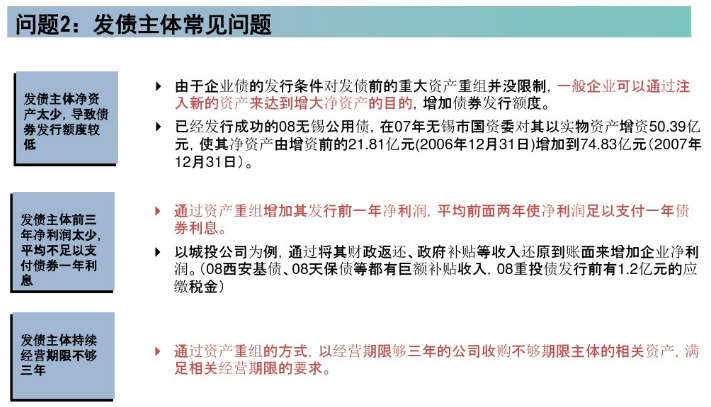 问题2：发债主体常见问题
发债主体净资
产太少，导致债
券发行额度较
低
由于企业债的发行条件对发债前的重大资产重组并没限制，一般企业可以通过注
入新的资产来达到增大净资产的目的，增加债券发行额度。
已经发行成功的08无锡公用债，在07年无锡市国资委对其以实物资产增资50.39亿
元，使其净资产由增资前的21.81亿元(2006年12月31日)增加到74.83亿元（2007年
12月31日）。
发债主体前三
年净利润太少，
平均不足以支
付债券一年利
息
通过资产重组增加其发行前一年净利润，平均前面两年使净利润足以支付一年债
券利息。
以城投公司为例，通过将其财政返还、政府补贴等收入还原到账面来增加企业净利
润。（08西安基债、08天保债等都有巨额补贴收入，08重投债发行前有1.2亿元的应
缴税金）
发债主体持续
经营期限不够
三年
通过资产重组的方式，以经营期限够三年的公司收购不够期限主体的相关资产，满
足相关经营期限的要求。